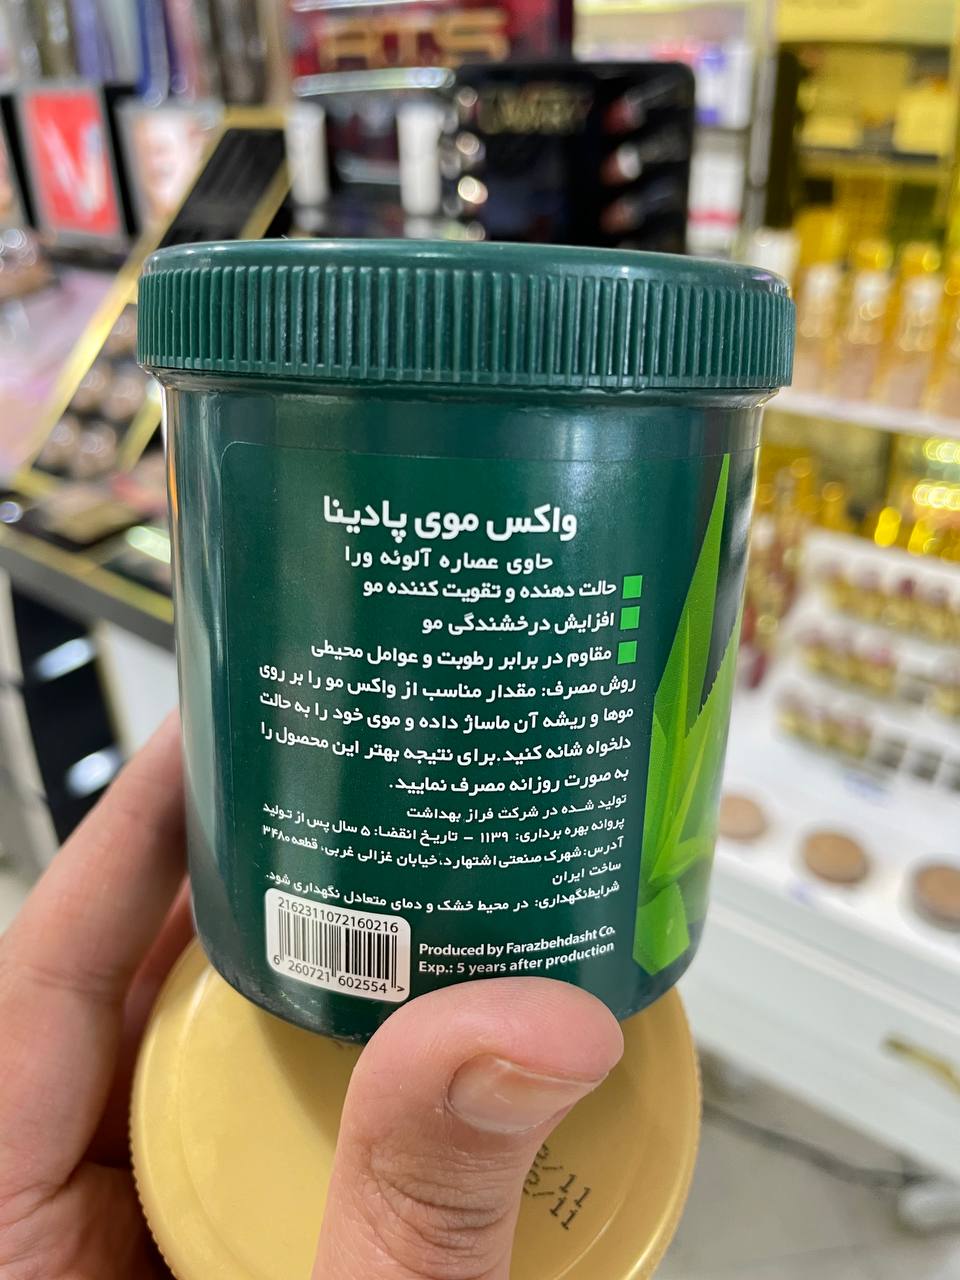 RTS
واکس موی پادینا
حاوی عصاره آلوئه ورا
حالت دهنده و تقویت کننده مو
افزایش درخشندگی مو
مقاوم در برابر رطوبت و عوامل محیطی
روش مصرف: مقدار مناسب از واکس مو را بر روی
موها و ریشه آن ماساژ داده و موی خود را به حالت
دلخواه شانه کنید.برای نتیجه بهتر این محصول را
به صورت روزانه مصرف نمایید.
تولید شده در شرکت فراز بهداشت
پروانه بهره برداری: ۱۱۳۹ – تاریخ انقضا: ۵ سال پس از تولید
آدرس: شهرک صنعتی اشتهارد،خیابان غزالی غربی، قطعه ۳۴۸۰
ساخت ایران
شرایط نگهداری: در محیط خشک و دمای متعادل نگهداری شود.
2162311072160216
6 260721 602554 >
Produced by Farazbehdasht Co.
Exp.: 5 years after production